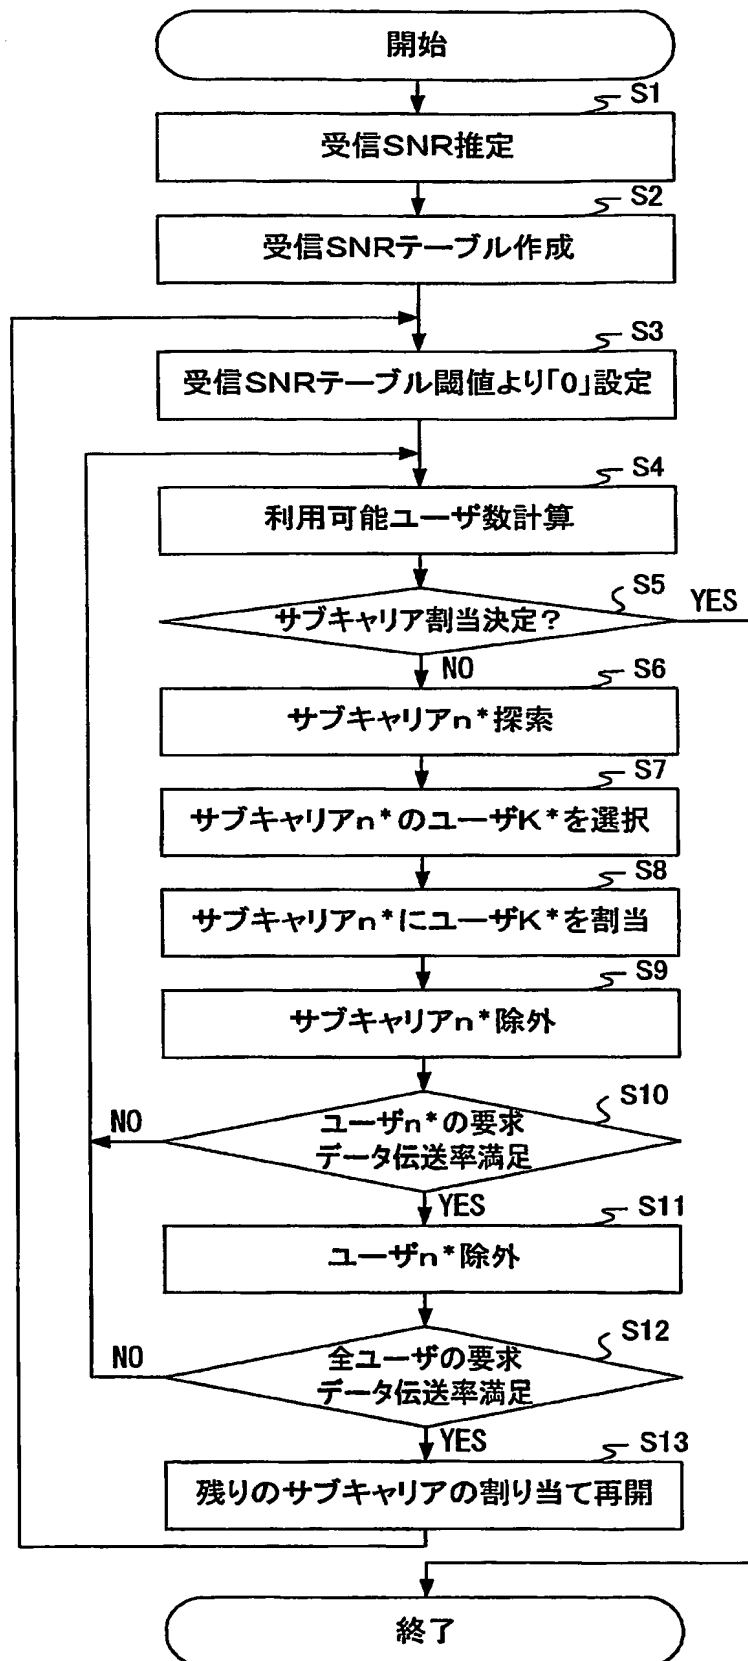 開始
S1
受信SNR推定
S2
受信SNRテーブル作成
S3
受信SNRテーブル閾値より「0」設定
S4
利用可能ユーザ数計算
S5
サブキャリア割当決定?
YES
NO
S6
サブキャリアn*探索
S7
サブキャリアn*のユーザK*を選択
S8
サブキャリアn*にユーザK*を割当
S9
サブキャリアn*除外
S10
ユーザn*の要求
データ伝送率満足
NO
YES
S11
ユーザn*除外
S12
全ユーザの要求
データ伝送率満足
NO
YES
S13
残りのサブキャリアの割り当て再開
終了